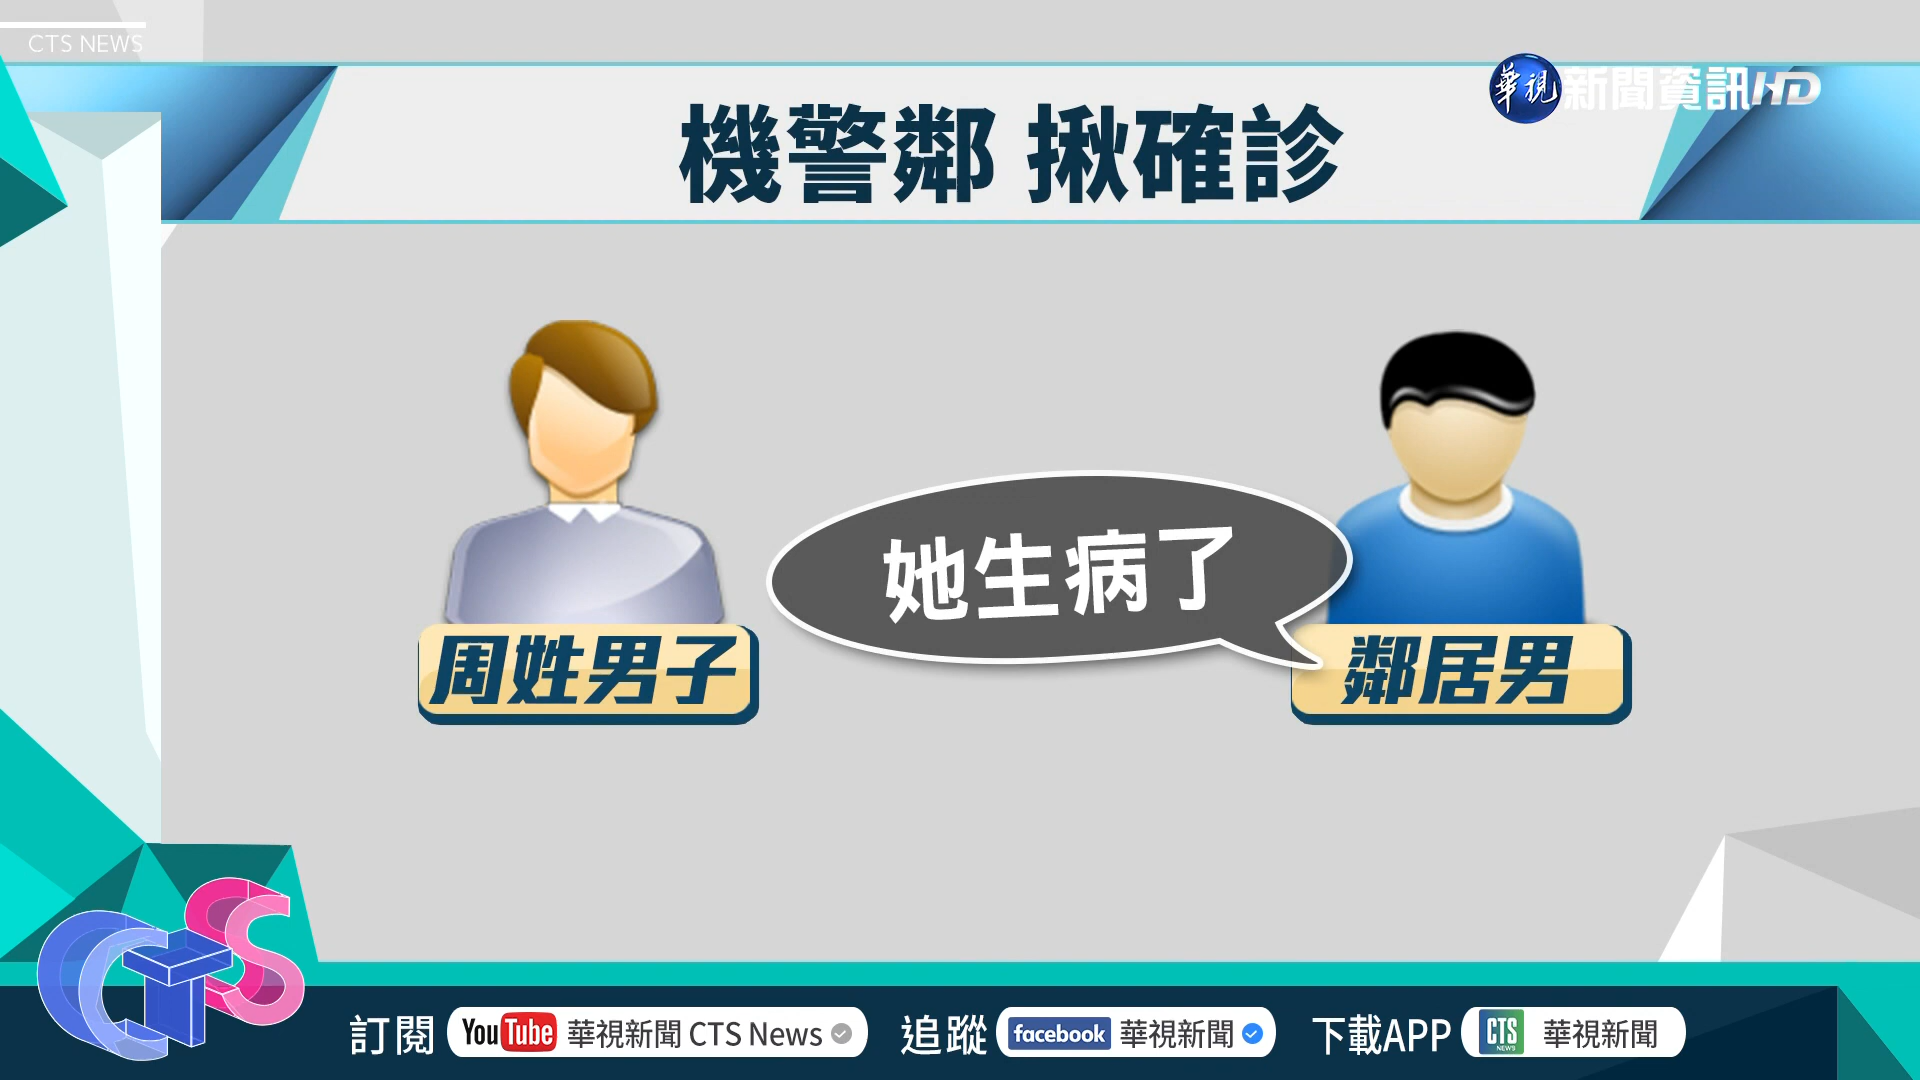 CTS NEWS
華視 新聞資訊HD
機警鄰 揪確診
她生病了
周姓男子
鄰居男
CTS
訂閱 YouTube 華視新聞 CTS News 追蹤 facebook 華視新聞 下載APP CTS NEWS 華視新聞